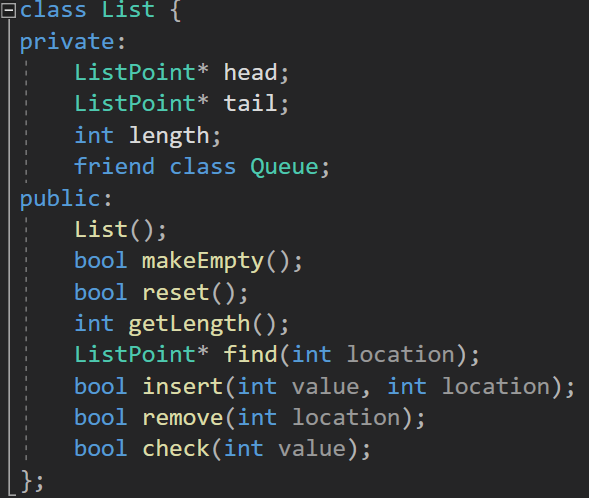 class List {
private:
    ListPoint* head;
    ListPoint* tail;
    int length;
    friend class Queue;
public:
    List();
    bool makeEmpty();
    bool reset();
    int getLength();
    ListPoint* find(int location);
    bool insert(int value, int location);
    bool remove(int location);
    bool check(int value);
};